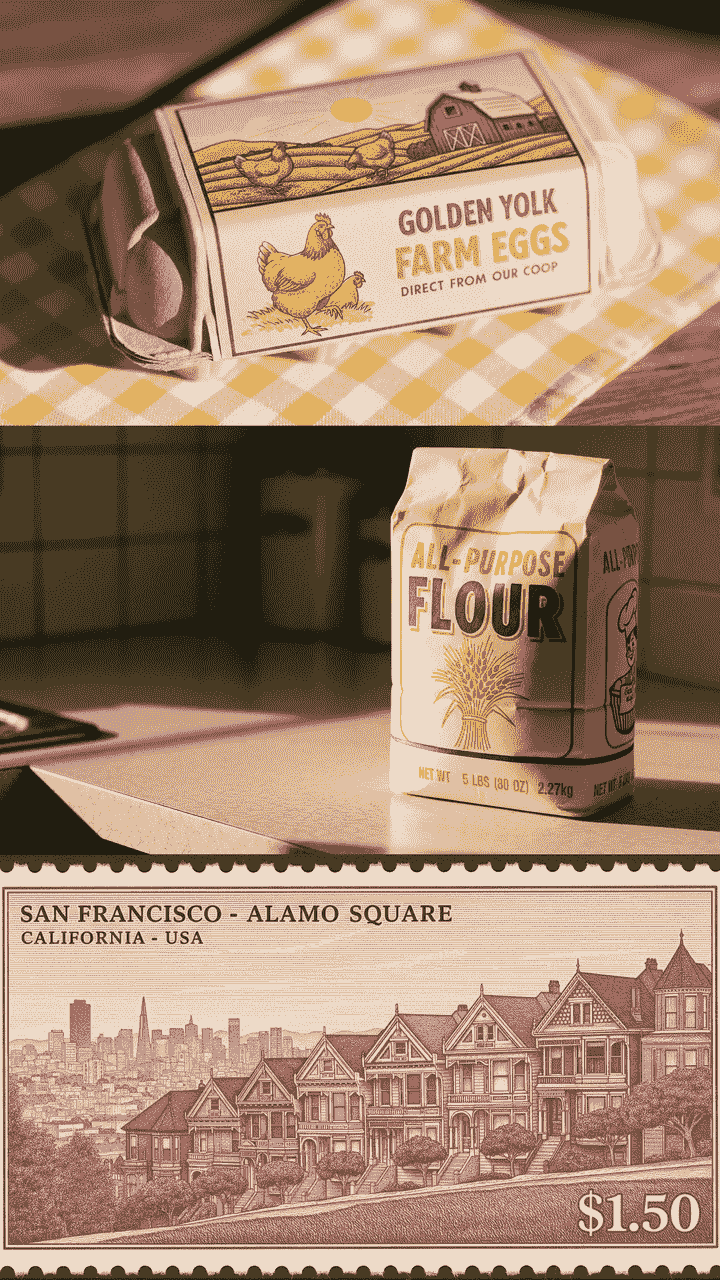 GOLDEN YOLK
FARM EGGS
DIRECT FROM OUR COOP
ALL-PURPOSE
FLOUR
NET WT 5 LBS (80 OZ) 2.27kg
SAN FRANCISCO - ALAMO SQUARE
CALIFORNIA - USA
$1.50